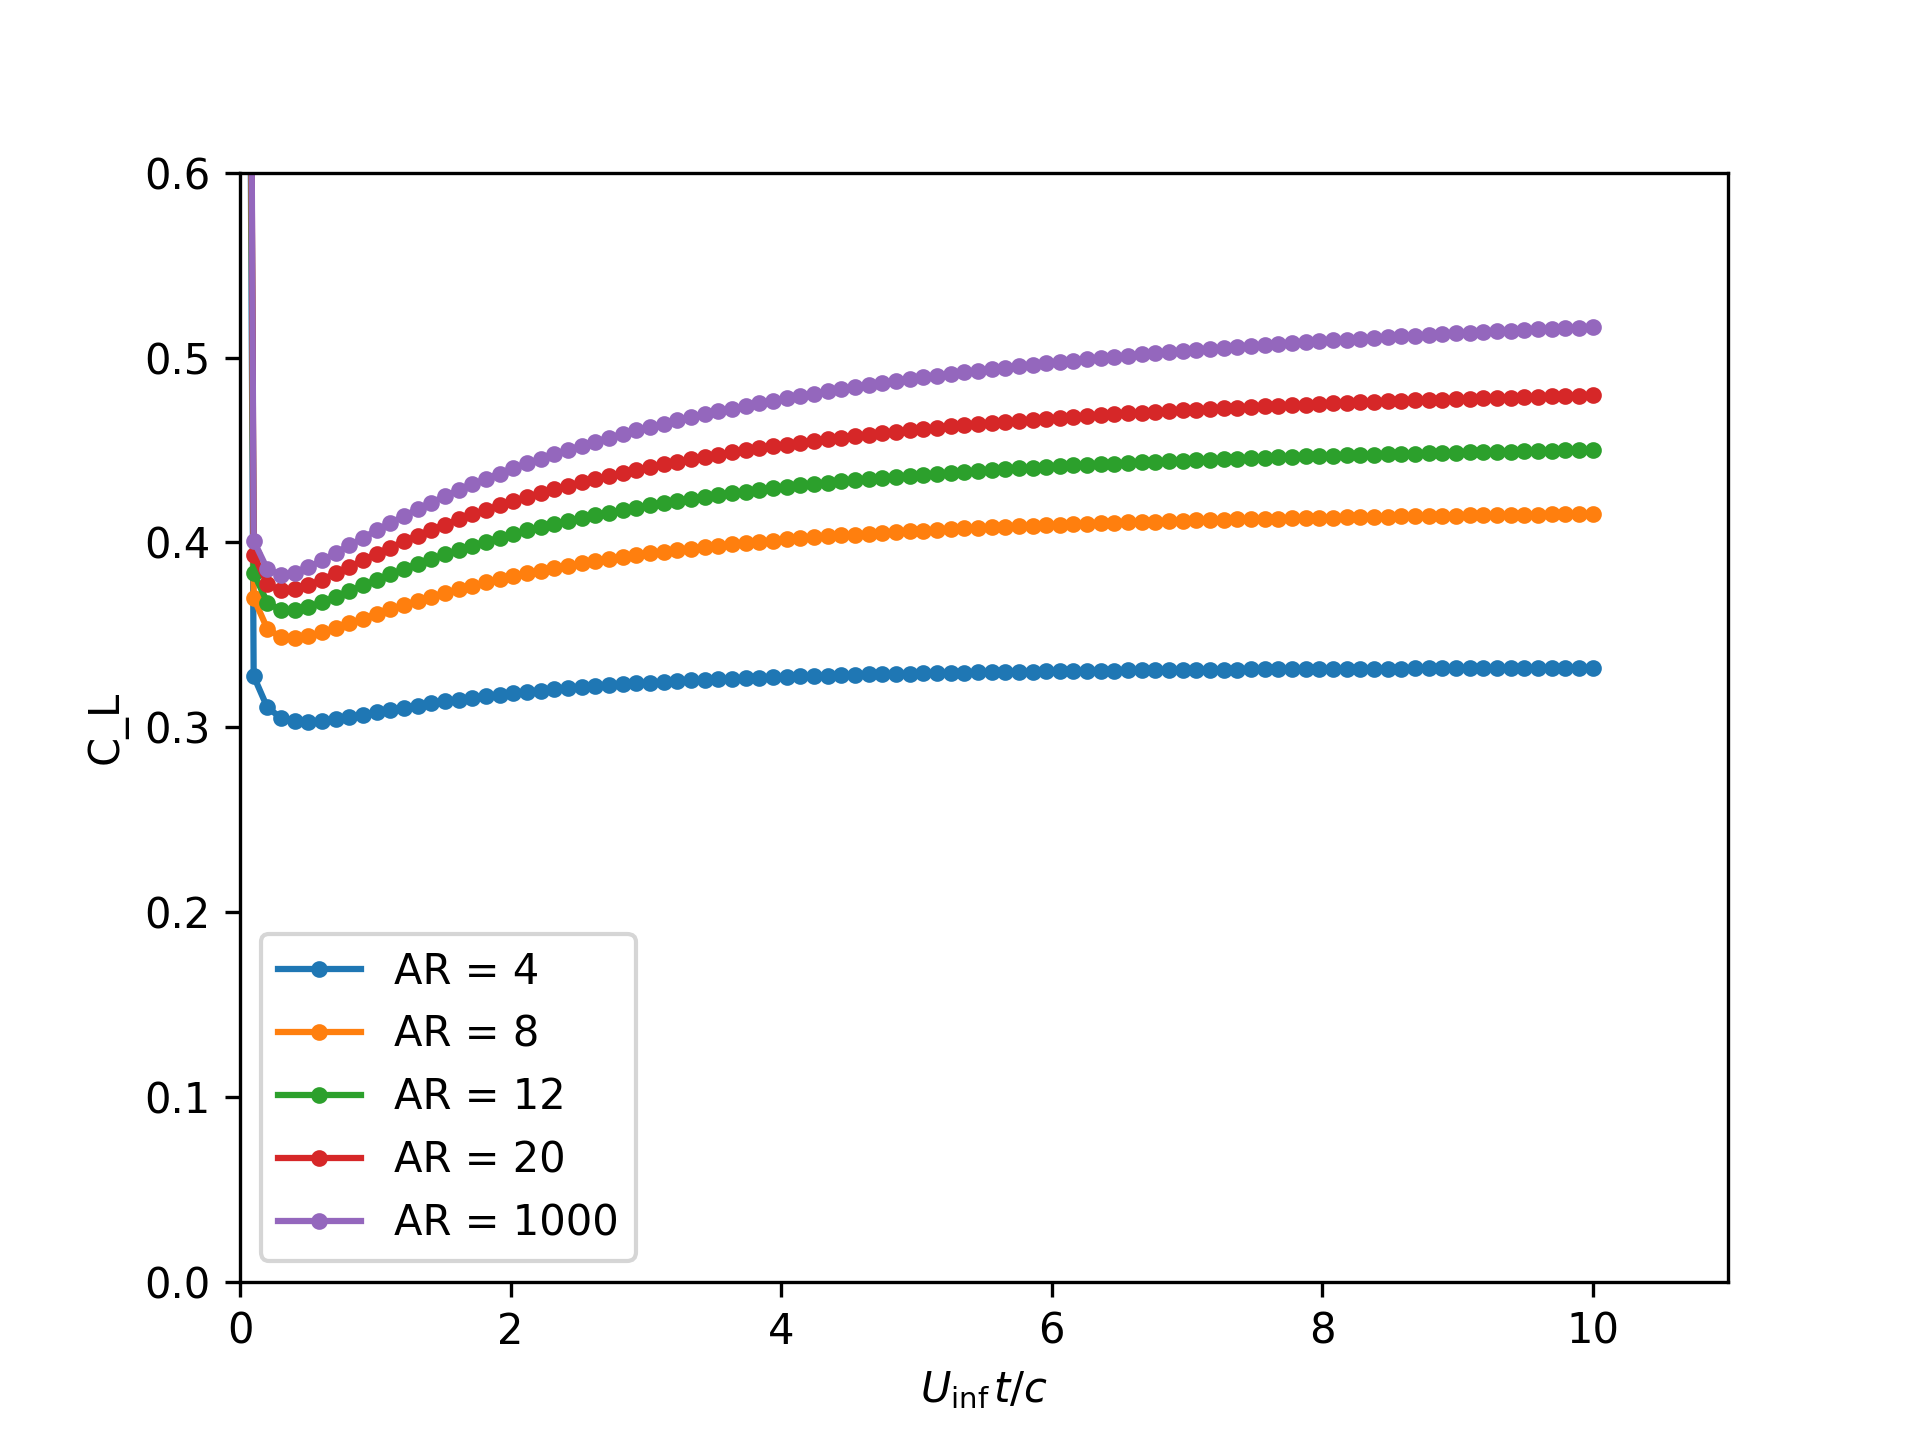 0.6
0.5
0.4
0.3
0.2
0.1
0.0
C_L
AR = 4
AR = 8
AR = 12
AR = 20
AR = 1000
0 2 4 6 8 10
U_inf t/c